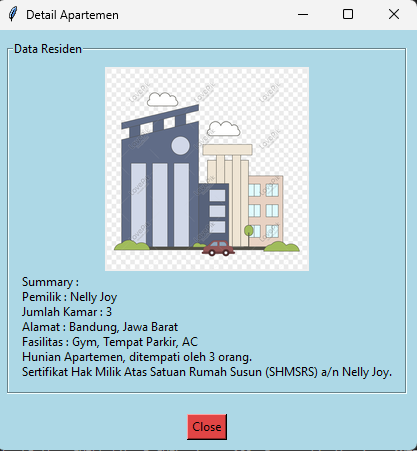 Detail Apartemen
Data Residen
Summary :
Pemilik : Nelly Joy
Jumlah Kamar : 3
Alamat : Bandung, Jawa Barat
Fasilitas : Gym, Tempat Parkir, AC
Hunian Apartemen, ditempati oleh 3 orang.
Sertifikat Hak Milik Atas Satuan Rumah Susun (SHMSRS) a/n Nelly Joy.
Close